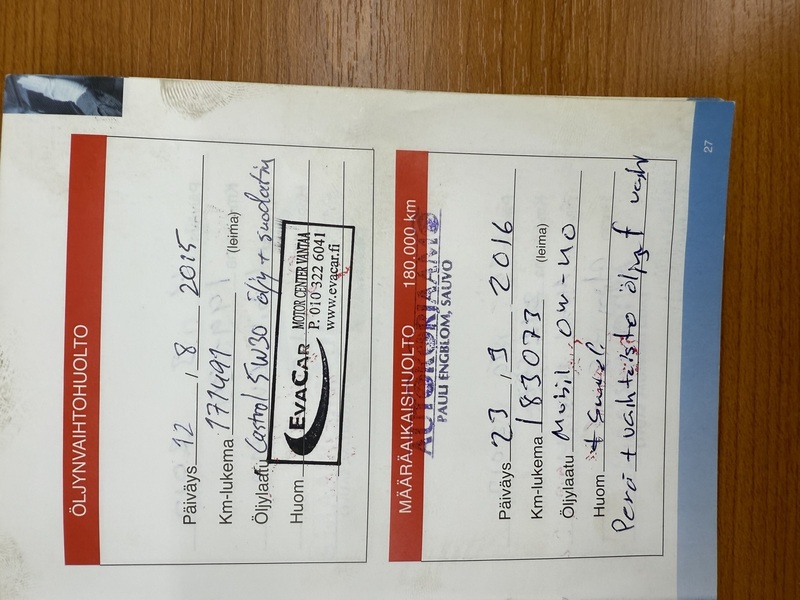 ÖLJYNVAIHTOHUOLTO
Päiväys 12 . 8 2015
Km-lukema 171491
(leima)
Öljylaatu Castrol 5W30 öljy + suodatin
Huom
EVACAR MOTOR CENTER VANTAA
P. 010 322 6041
www.evacar.fi
MÄÄRÄAIKAISHUOLTO 180.000 km
PAULI ENGBLOM, SAUVO
Päiväys 23 . 9 2016
Km-lukema 183073
(leima)
Öljylaatu Mobil 0W-40
Huom + suod.
Perä + vaihteisto öljyt vaih
27